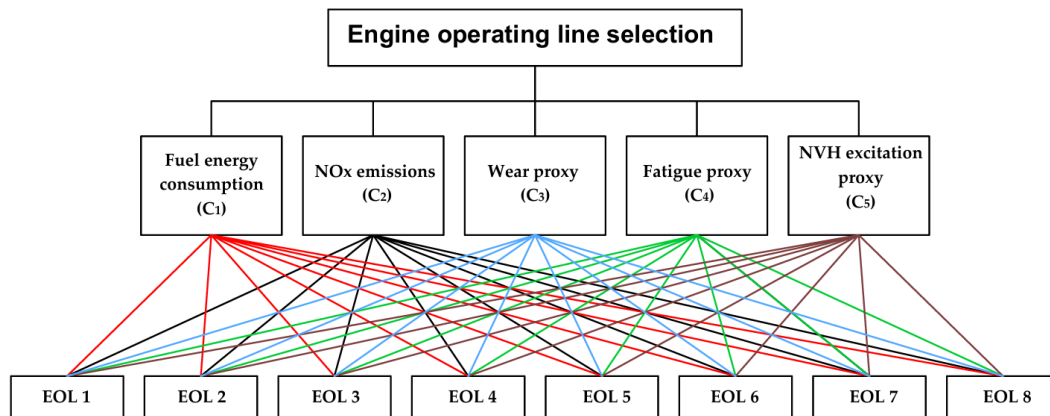 Engine operating line selection
Fuel energy
consumption
(C₁)
NOx emissions
(C₂)
Wear proxy
(C₃)
Fatigue proxy
(C₄)
NVH excitation
proxy
(C₅)
EOL 1
EOL 2
EOL 3
EOL 4
EOL 5
EOL 6
EOL 7
EOL 8